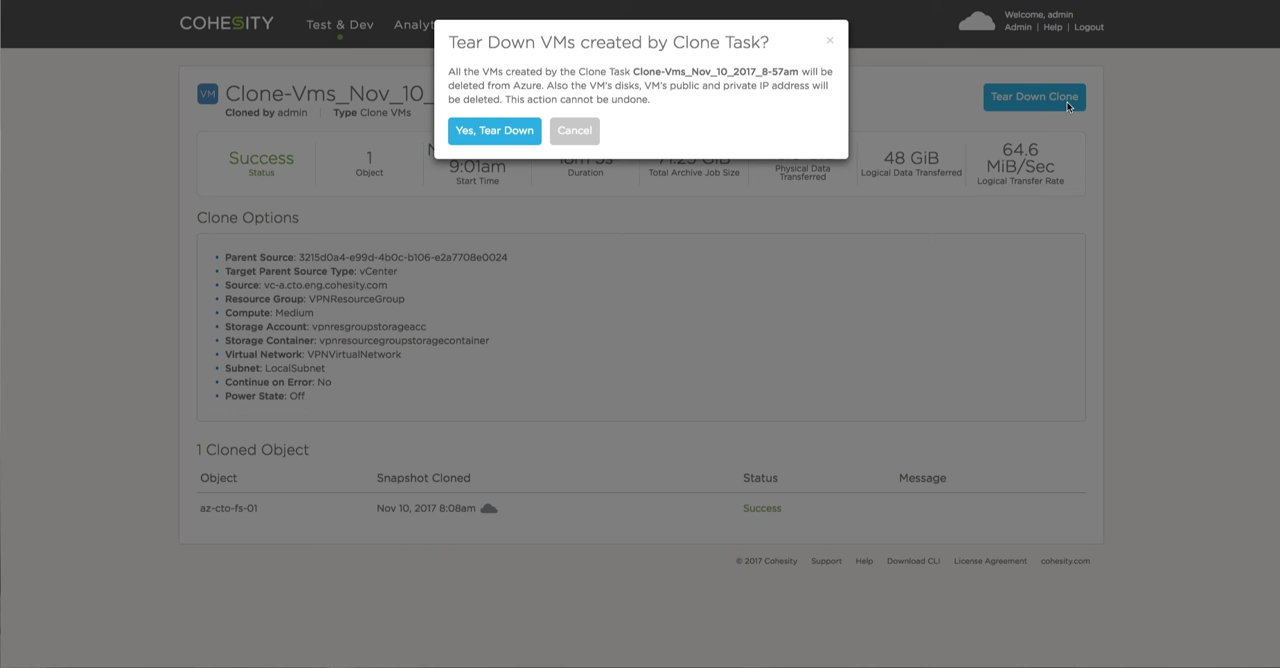 COHESITY
Test & Dev
Welcome, admin
Admin | Help | Logout
Tear Down VMs created by Clone Task?
×
All the VMs created by the Clone Task Clone-Vms_Nov_10_2017_8-57am will be
deleted from Azure. Also the VM's disks, VM's public and private IP address will
be deleted. This action cannot be undone.
Yes, Tear Down
Cancel
VM
Clone-Vms_Nov_10_
Tear Down Clone
Cloned by admin | Type Clone VMs
Success
Status
1
Object
9:01am
Start Time
Duration
Total Archive Job Size
Physical Data
Transferred
48 GiB
Logical Data Transferred
64.6
MiB/Sec
Logical Transfer Rate
Clone Options
• Parent Source: 3215d0a4-e99d-4b0c-b106-e2a7708e0024
• Target Parent Source Type: vCenter
• Source: vc-a.cto.eng.cohesity.com
• Resource Group: VPNResourceGroup
• Compute: Medium
• Storage Account: vpnresgroupstorageacc
• Storage Container: vpnresourcegroupstoragecontainer
• Virtual Network: VPNVirtualNetwork
• Subnet: LocalSubnet
• Continue on Error: No
• Power State: Off
1 Cloned Object
Object
Snapshot Cloned
Status
Message
az-cto-fs-01
Nov 10, 2017 8:08am
Success
© 2017 Cohesity
Support
Help
Download CLI
License Agreement
cohesity.com